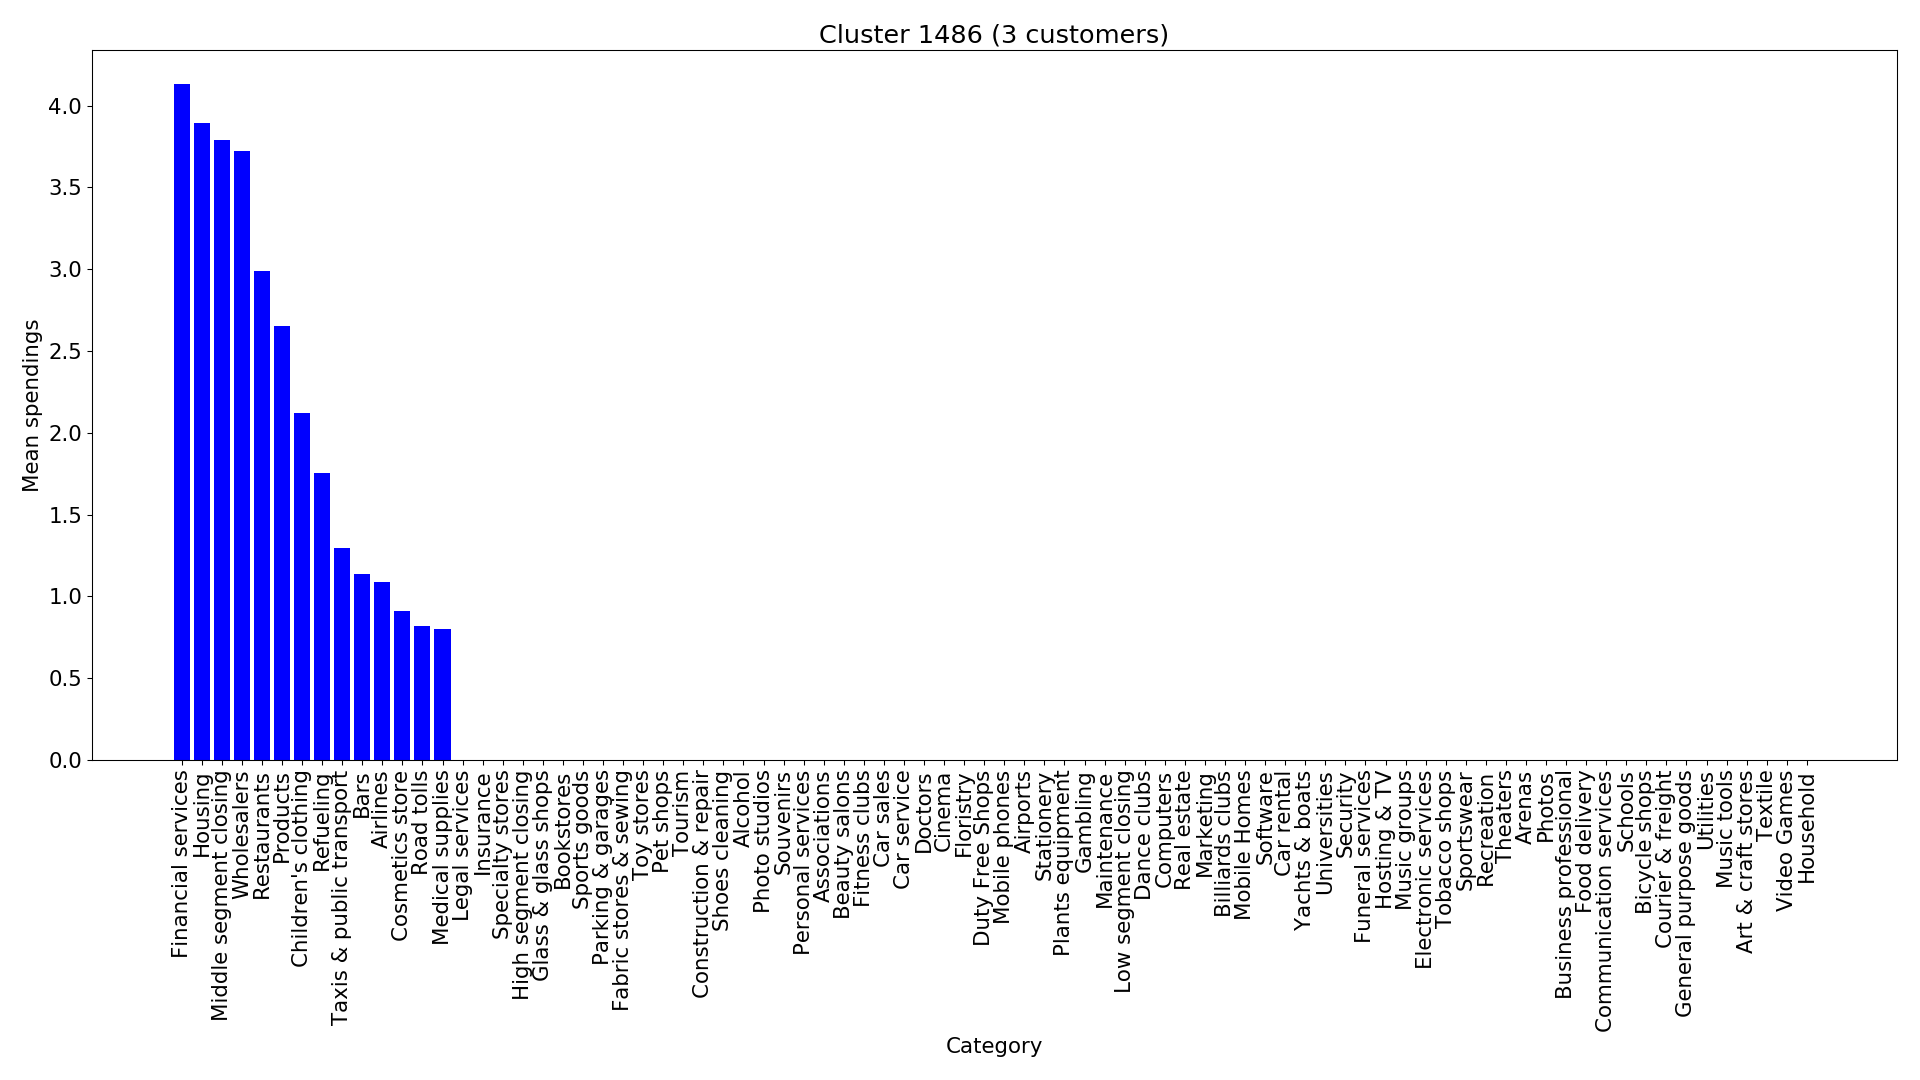 Cluster 1486 (3 customers)
4.0
3.5
3.0
2.5
2.0
1.5
1.0
0.5
0.0
Mean spendings
Financial services
Housing
Middle segment closing
Wholesalers
Restaurants
Products
Children's clothing
Refueling
Taxis & public transport
Bars
Airlines
Cosmetics store
Road tolls
Medical supplies
Legal services
Insurance
Specialty stores
High segment closing
Glass & glass shops
Bookstores
Sports goods
Parking & garages
Fabric stores & sewing
Toy stores
Pet shops
Tourism
Construction & repair
Shoes cleaning
Alcohol
Photo studios
Souvenirs
Personal services
Associations
Beauty salons
Fitness clubs
Car sales
Car service
Doctors
Cinema
Floristry
Duty Free Shops
Mobile phones
Airports
Stationery
Plants equipment
Gambling
Maintenance
Low segment closing
Dance clubs
Computers
Real estate
Marketing
Billiards clubs
Mobile Homes
Software
Car rental
Yachts & boats
Universities
Security
Funeral services
Hosting & TV
Music groups
Electronic services
Tobacco shops
Sportswear
Recreation
Theaters
Arenas
Photos
Business professional
Food delivery
Communication services
Schools
Bicycle shops
Courier & freight
General purpose goods
Utilities
Music tools
Art & craft stores
Textile
Video Games
Household
Category